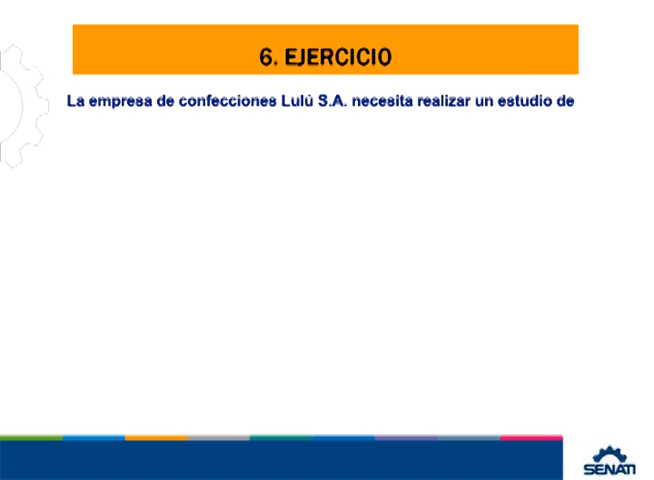 6. EJERCICIO
La empresa de confecciones Lulú S.A. necesita realizar un estudio de
SENATI